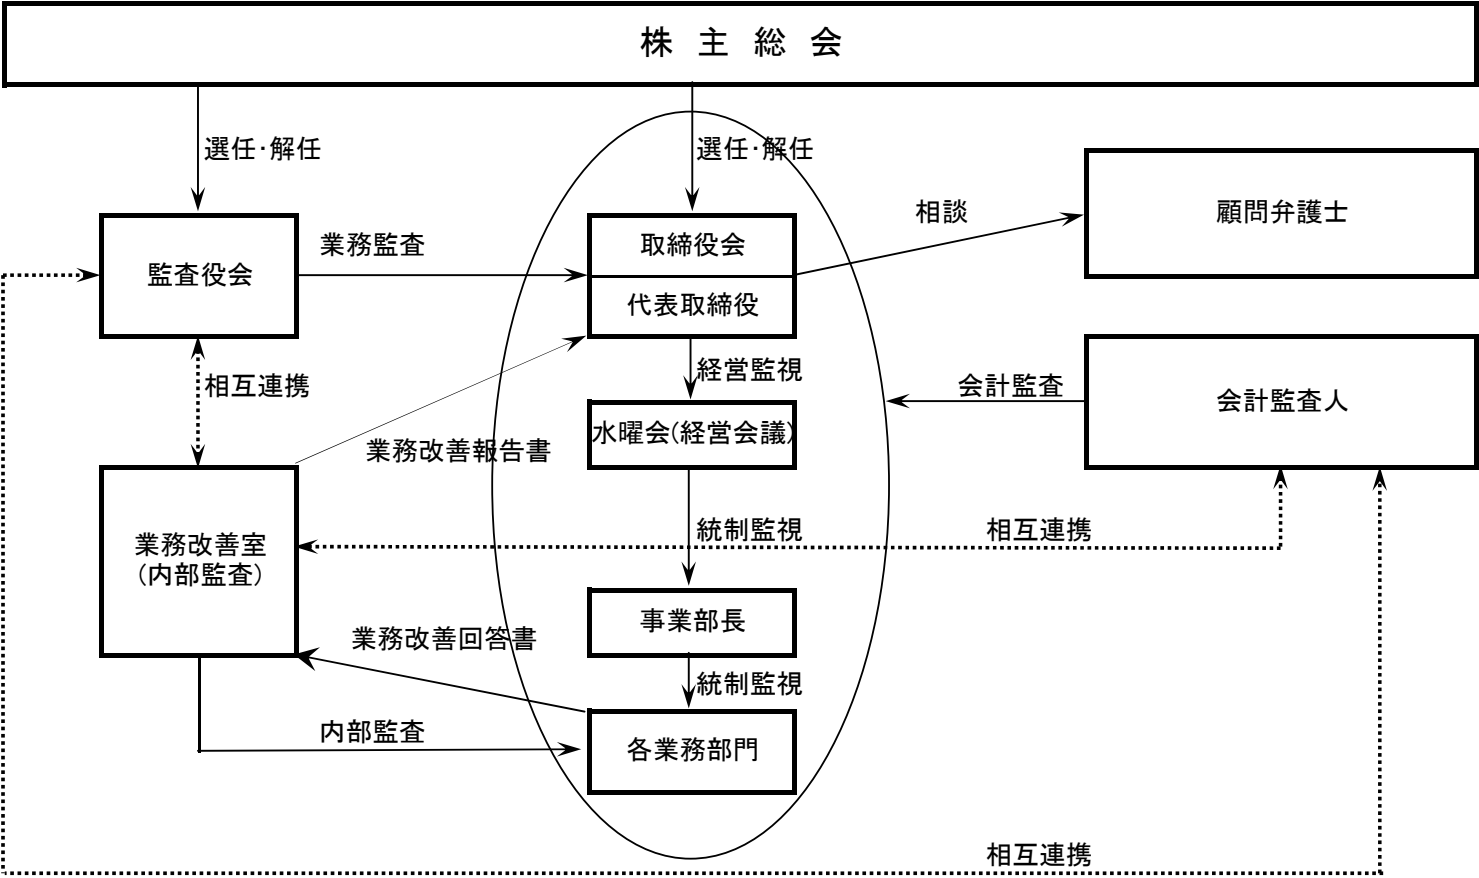 株 主 総 会
選任･解任
選任･解任
顧問弁護士
相談
業務監査
取締役会
監査役会
代表取締役
経営監視
相互連携
会計監査
会計監査人
水曜会(経営会議)
業務改善報告書
統制監視
相互連携
業務改善室
(内部監査)
事業部長
業務改善回答書
統制監視
内部監査
各業務部門
相互連携